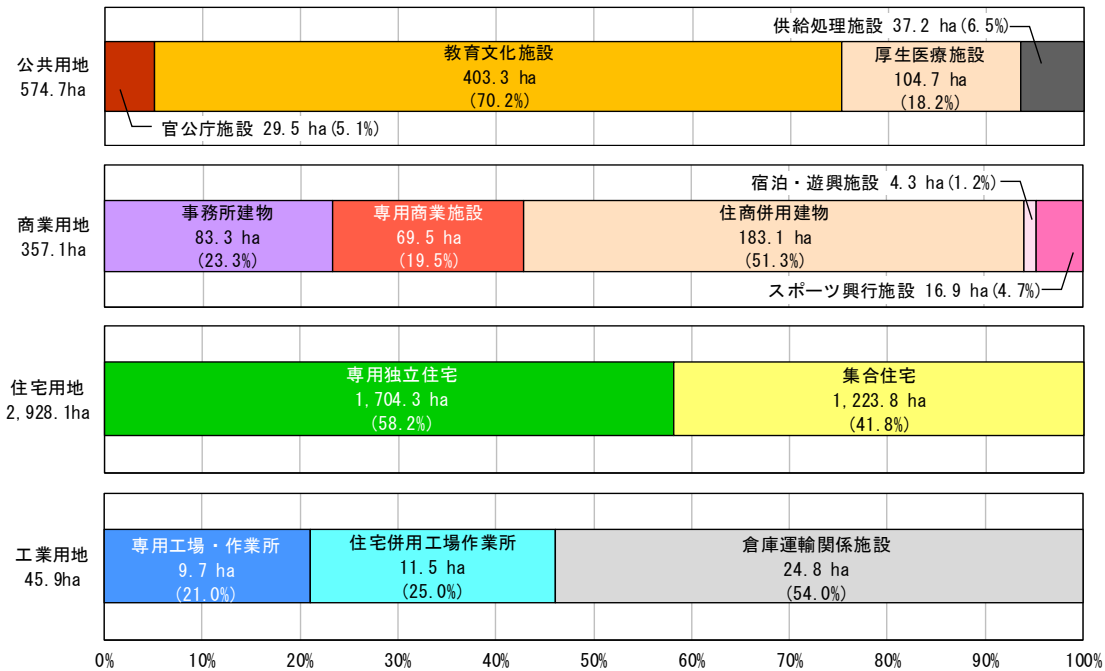 供給処理施設 37.2 ha(6.5%)
公共用地
574.7ha
教育文化施設
403.3 ha
(70.2%)
厚生医療施設
104.7 ha
(18.2%)
官公庁施設 29.5 ha(5.1%)
宿泊・遊興施設 4.3 ha(1.2%)
商業用地
357.1ha
事務所建物
83.3 ha
(23.3%)
専用商業施設
69.5 ha
(19.5%)
住商併用建物
183.1 ha
(51.3%)
スポーツ興行施設 16.9 ha(4.7%)
住宅用地
2,928.1ha
専用独立住宅
1,704.3 ha
(58.2%)
集合住宅
1,223.8 ha
(41.8%)
工業用地
45.9ha
専用工場・作業所
9.7 ha
(21.0%)
住宅併用工場作業所
11.5 ha
(25.0%)
倉庫運輸関係施設
24.8 ha
(54.0%)
0% 10% 20% 30% 40% 50% 60% 70% 80% 90% 100%